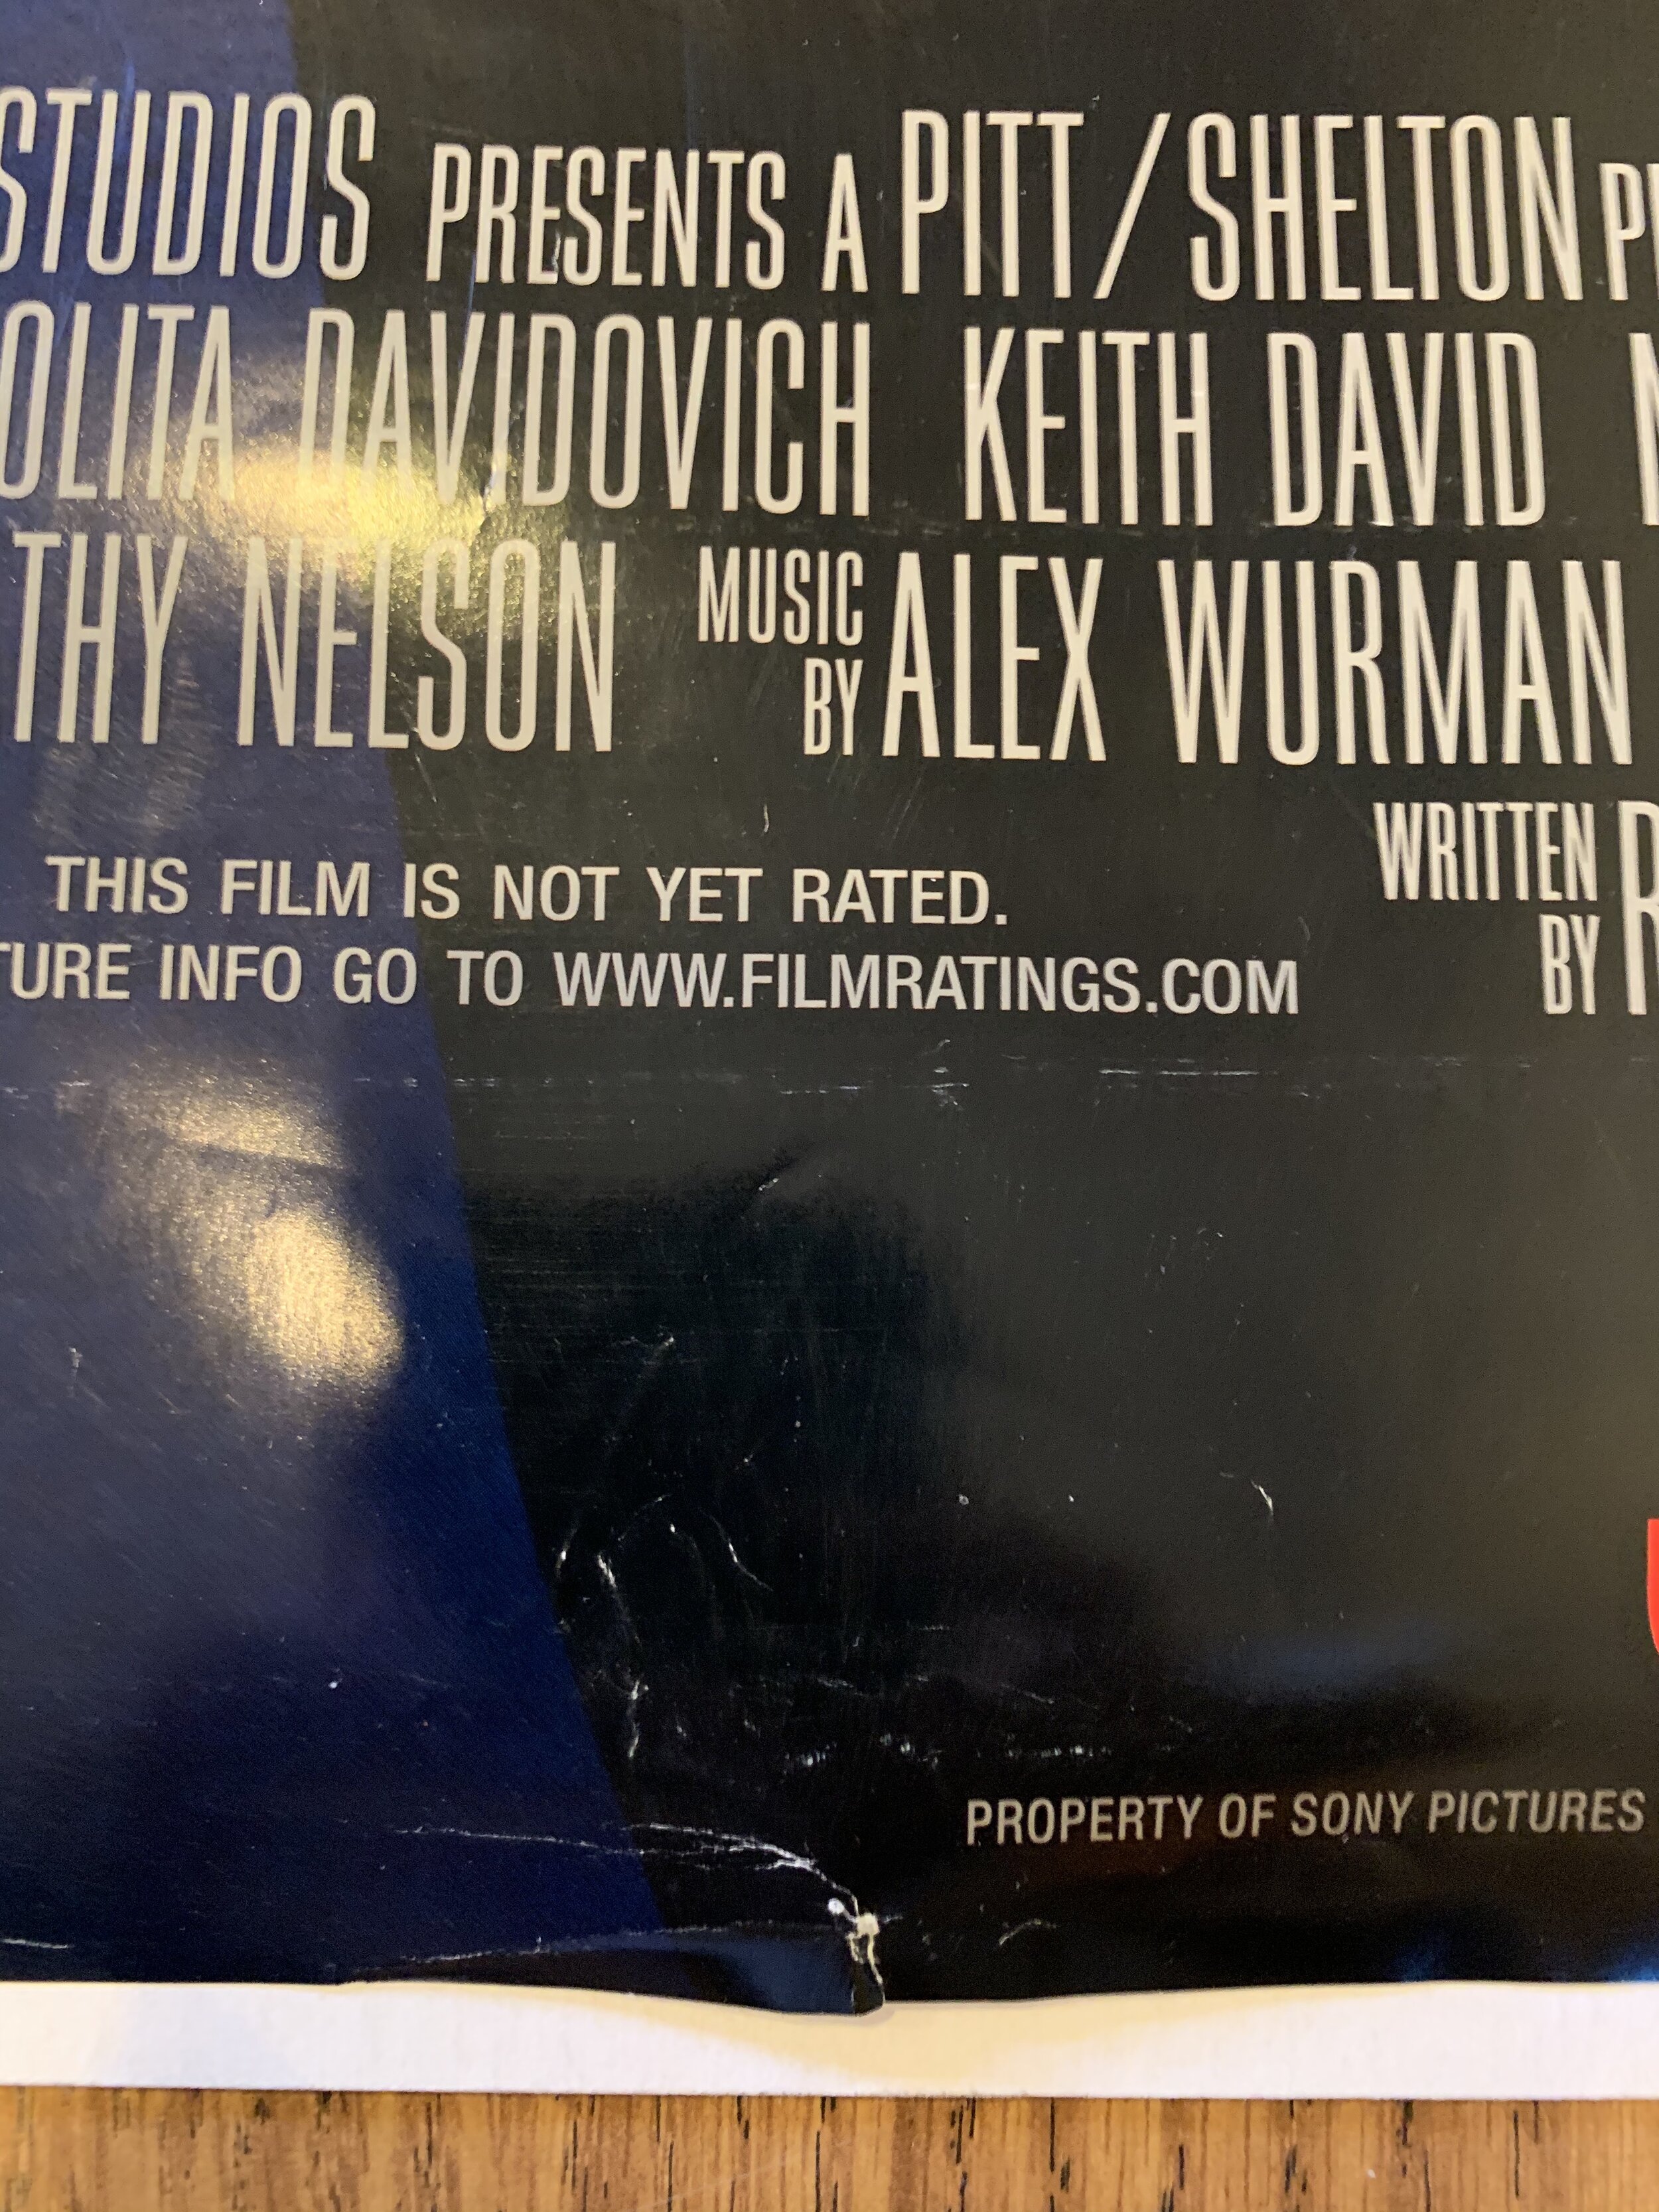 STUDIOS PRESENTS A PITT/SHELTON
OLITA DAVIDOVICH KEITH DAVID
THY NELSON MUSIC BY ALEX WURMAN
WRITTEN BY R
THIS FILM IS NOT YET RATED.
TURE INFO GO TO WWW.FILMRATINGS.COM
PROPERTY OF SONY PICTURES